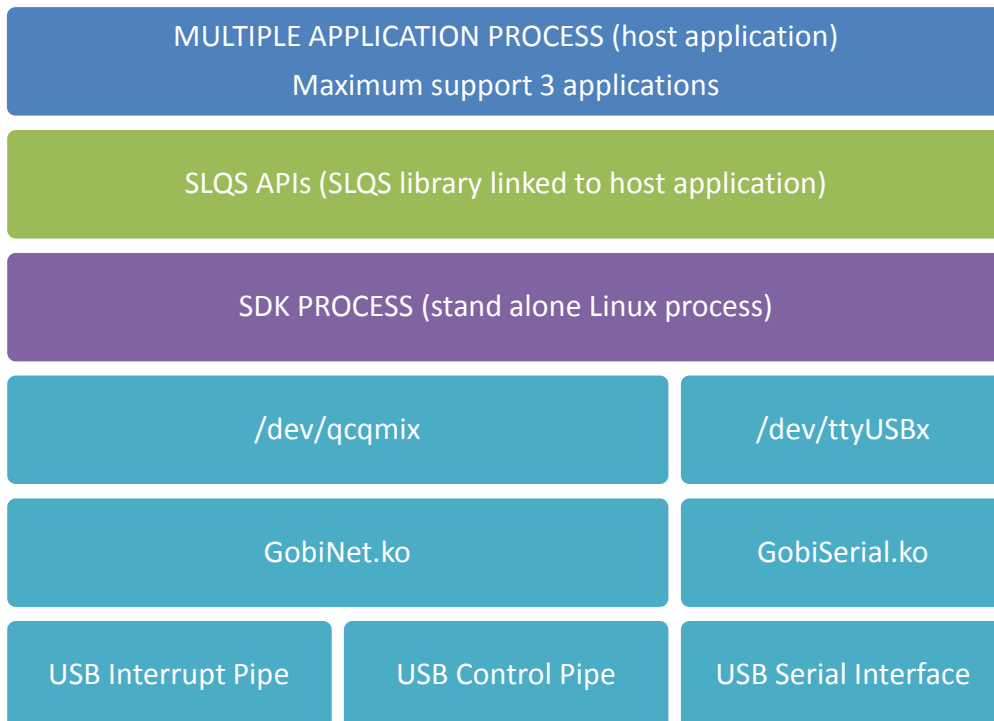 MULTIPLE APPLICATION PROCESS (host application)
Maximum support 3 applications
SLQS APIs (SLQS library linked to host application)
SDK PROCESS (stand alone Linux process)
/dev/qcqmix
/dev/ttyUSBx
GobiNet.ko
GobiSerial.ko
USB Interrupt Pipe
USB Control Pipe
USB Serial Interface